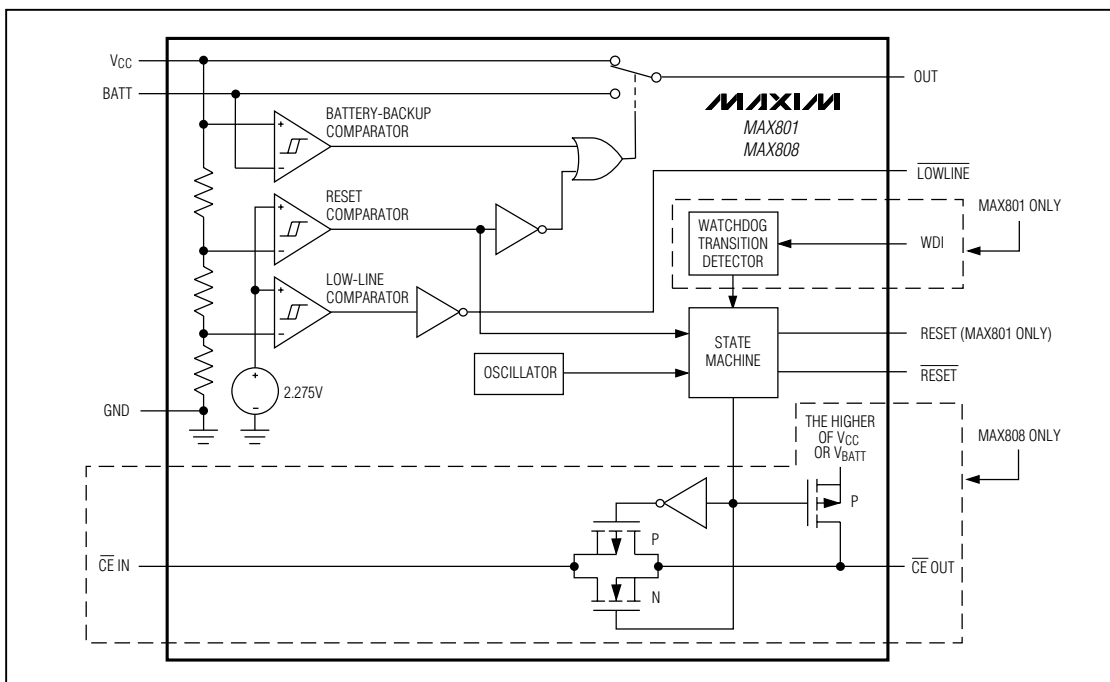 VCC
BATT
OUT
BATTERY-BACKUP
COMPARATOR
+
−
MAXIM
MAX801
MAX808
LOWLINE
RESET
COMPARATOR
+
−
WATCHDOG
TRANSITION
DETECTOR
WDI
MAX801 ONLY
LOW-LINE
COMPARATOR
+
−
STATE
MACHINE
RESET (MAX801 ONLY)
RESET
OSCILLATOR
+
−
2.275V
GND
THE HIGHER
OF VCC
OR VBATT
MAX808 ONLY
P
P
CE IN
CE OUT
N